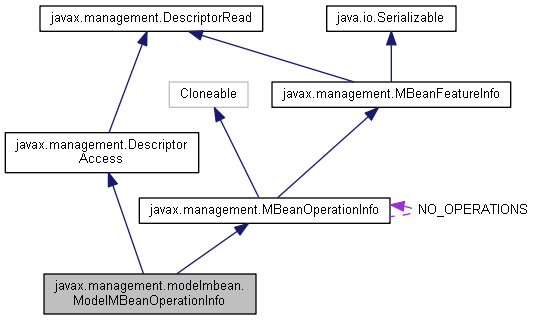 javax.management.DescriptorRead
java.io.Serializable
Cloneable
javax.management.MBeanFeatureInfo
javax.management.Descriptor
Access
javax.management.MBeanOperationInfo
NO_OPERATIONS
javax.management.modelmbean.
ModelMBeanOperationInfo